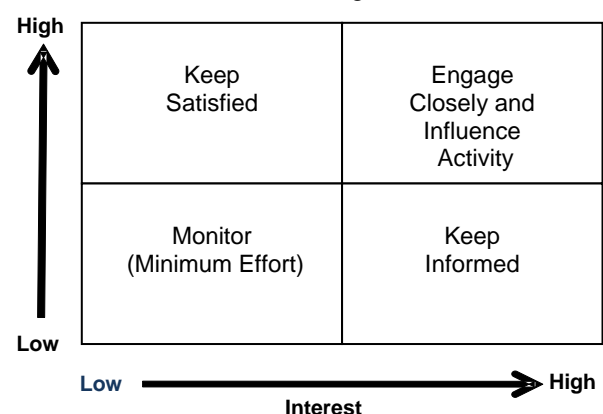 High
Keep
Satisfied
Engage
Closely and
Influence
Activity
Monitor
(Minimum Effort)
Keep
Informed
Low
Low
High
Interest